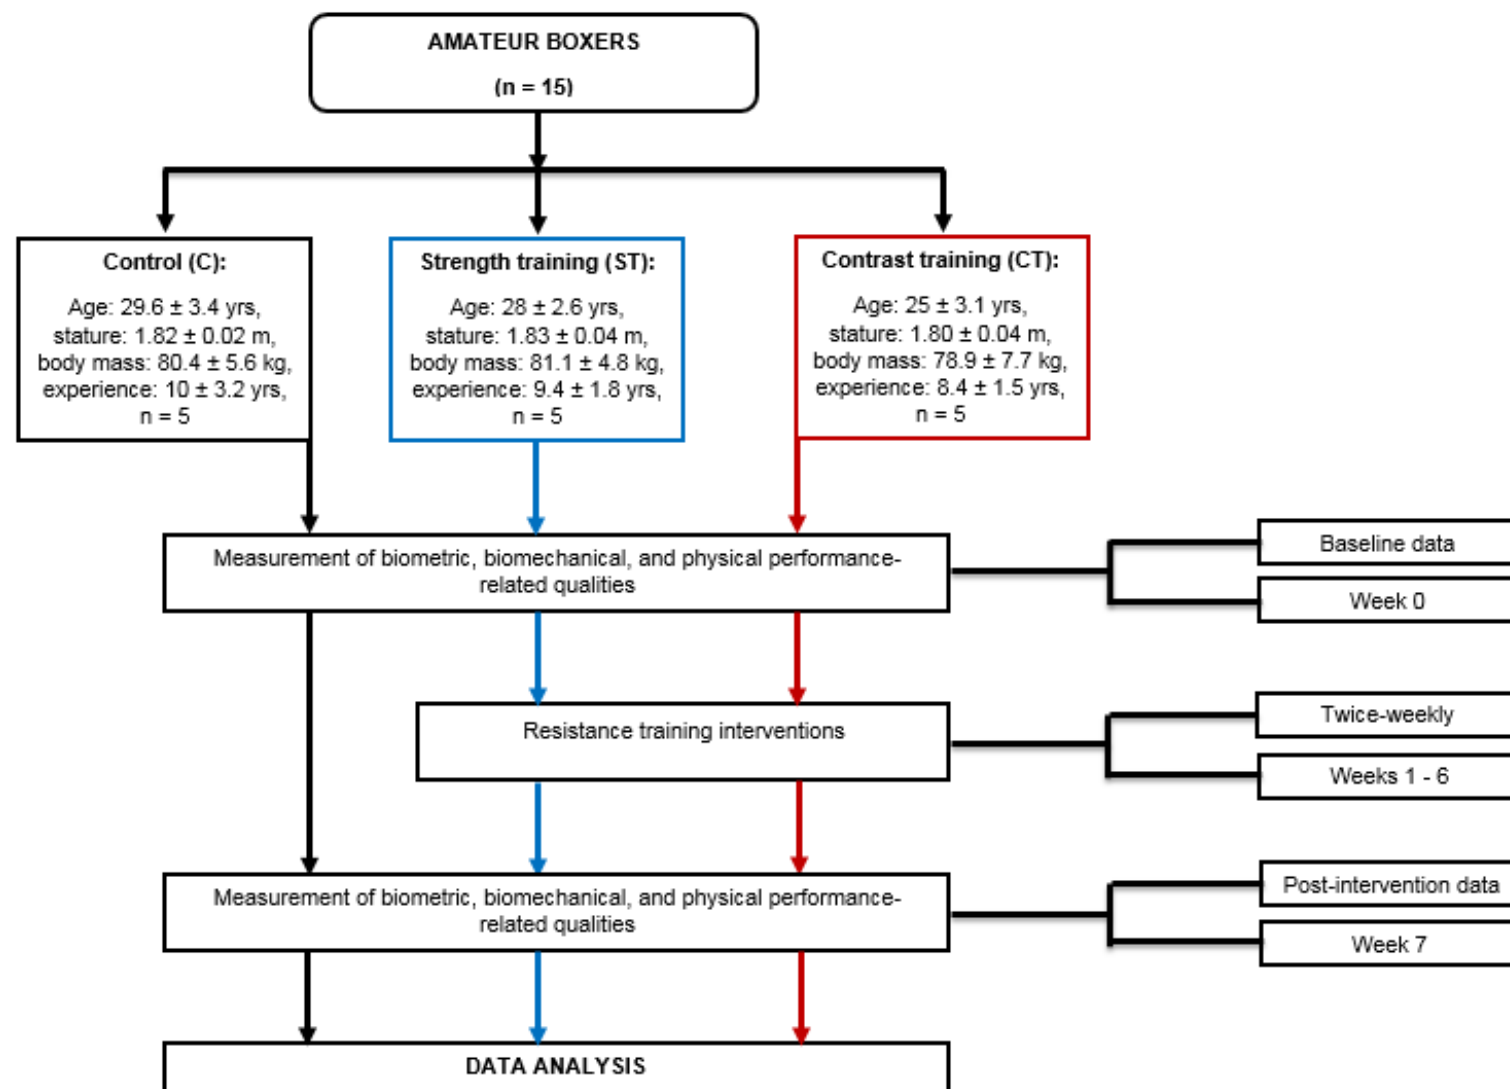 AMATEUR BOXERS
(n = 15)
Control (C):
Age: 29.6 ± 3.4 yrs,
stature: 1.82 ± 0.02 m,
body mass: 80.4 ± 5.6 kg,
experience: 10 ± 3.2 yrs,
n = 5
Strength training (ST):
Age: 28 ± 2.6 yrs,
stature: 1.83 ± 0.04 m,
body mass: 81.1 ± 4.8 kg,
experience: 9.4 ± 1.8 yrs,
n = 5
Contrast training (CT):
Age: 25 ± 3.1 yrs,
stature: 1.80 ± 0.04 m,
body mass: 78.9 ± 7.7 kg,
experience: 8.4 ± 1.5 yrs,
n = 5
Measurement of biometric, biomechanical, and physical performance-
related qualities
Baseline data
Week 0
Resistance training interventions
Twice-weekly
Weeks 1 - 6
Measurement of biometric, biomechanical, and physical performance-
related qualities
Post-intervention data
Week 7
DATA ANALYSIS